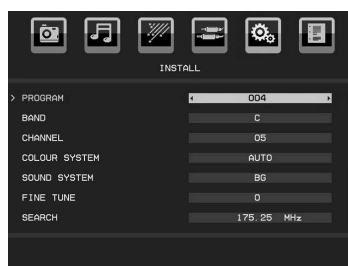 INSTALL
> PROGRAM 004
BAND C
CHANNEL 05
COLOUR SYSTEM AUTO
SOUND SYSTEM BG
FINE TUNE 0
SEARCH 175.25 MHz